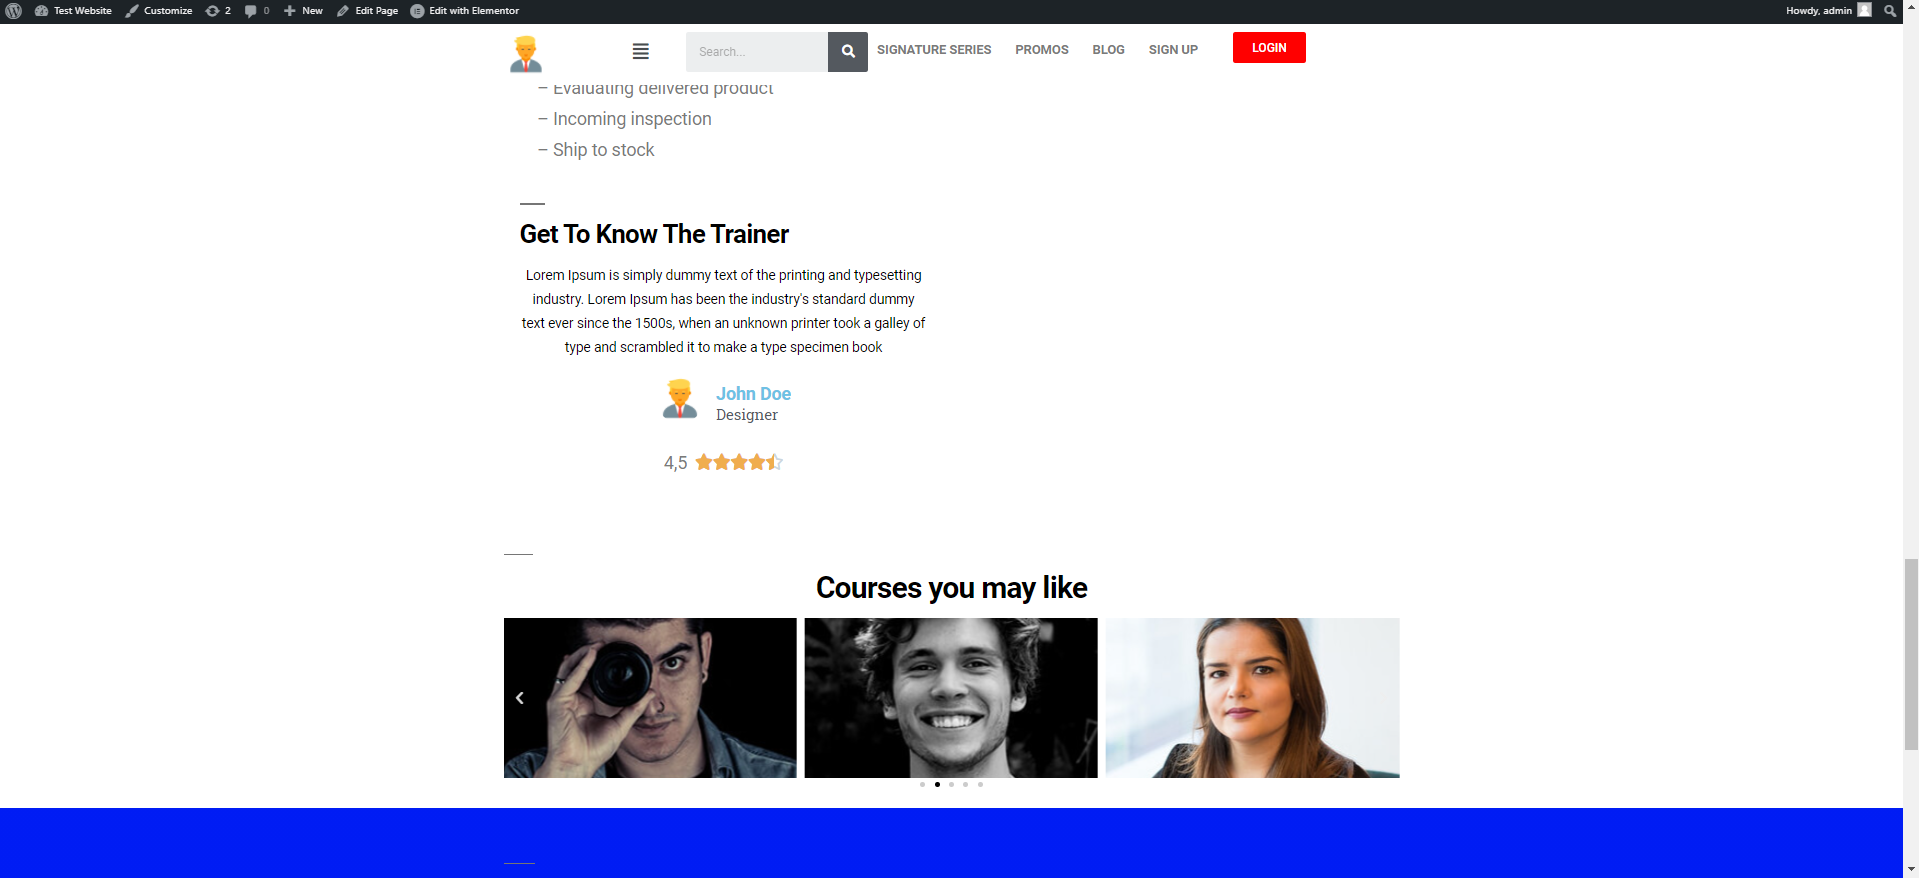 Test Website Customize 2 0 New Edit Page Edit with Elementor Howdy, admin
Search... SIGNATURE SERIES PROMOS BLOG SIGN UP LOGIN
– Evaluating delivered product
– Incoming inspection
– Ship to stock
Get To Know The Trainer
Lorem Ipsum is simply dummy text of the printing and typesetting
industry. Lorem Ipsum has been the industry's standard dummy
text ever since the 1500s, when an unknown printer took a galley of
type and scrambled it to make a type specimen book
John Doe
Designer
4,5
Courses you may like